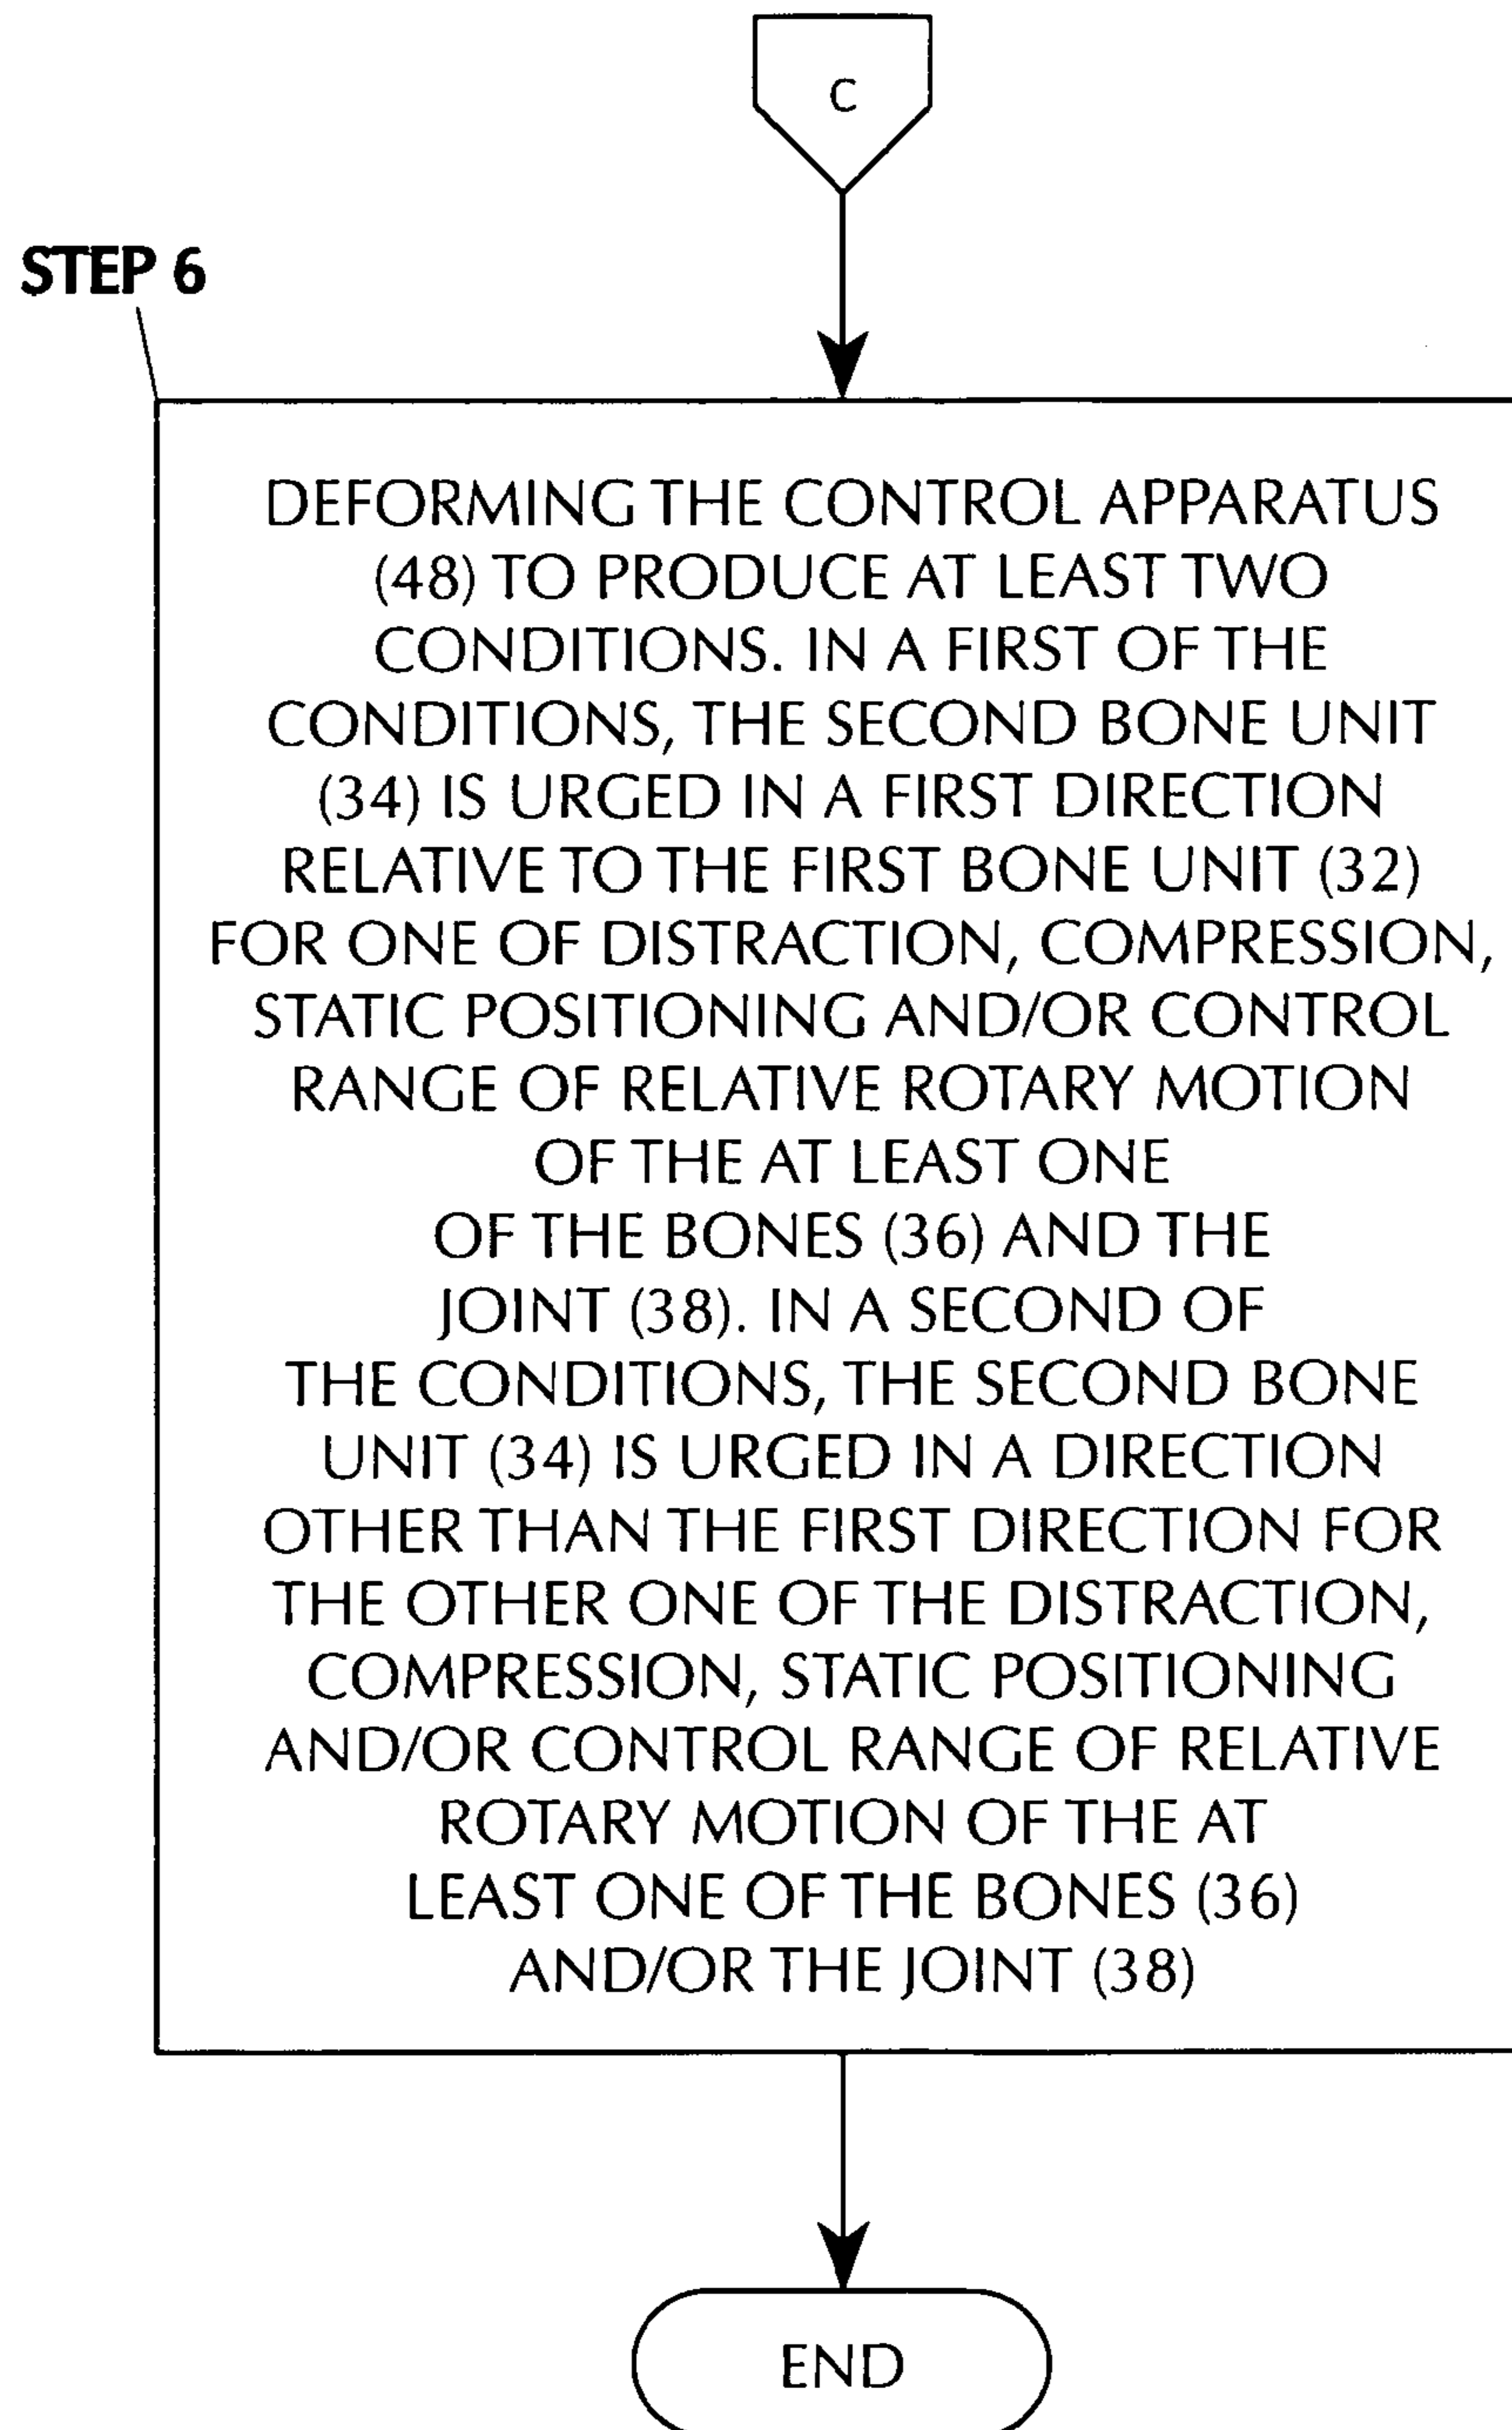 C
STEP 6
DEFORMING THE CONTROL APPARATUS
(48) TO PRODUCE AT LEAST TWO
CONDITIONS. IN A FIRST OF THE
CONDITIONS, THE SECOND BONE UNIT
(34) IS URGED IN A FIRST DIRECTION
RELATIVE TO THE FIRST BONE UNIT (32)
FOR ONE OF DISTRACTION, COMPRESSION,
STATIC POSITIONING AND/OR CONTROL
RANGE OF RELATIVE ROTARY MOTION
OF THE AT LEAST ONE
OF THE BONES (36) AND THE
JOINT (38). IN A SECOND OF
THE CONDITIONS, THE SECOND BONE
UNIT (34) IS URGED IN A DIRECTION
OTHER THAN THE FIRST DIRECTION FOR
THE OTHER ONE OF THE DISTRACTION,
COMPRESSION, STATIC POSITIONING
AND/OR CONTROL RANGE OF RELATIVE
ROTARY MOTION OF THE AT
LEAST ONE OF THE BONES (36)
AND/OR THE JOINT (38)
END